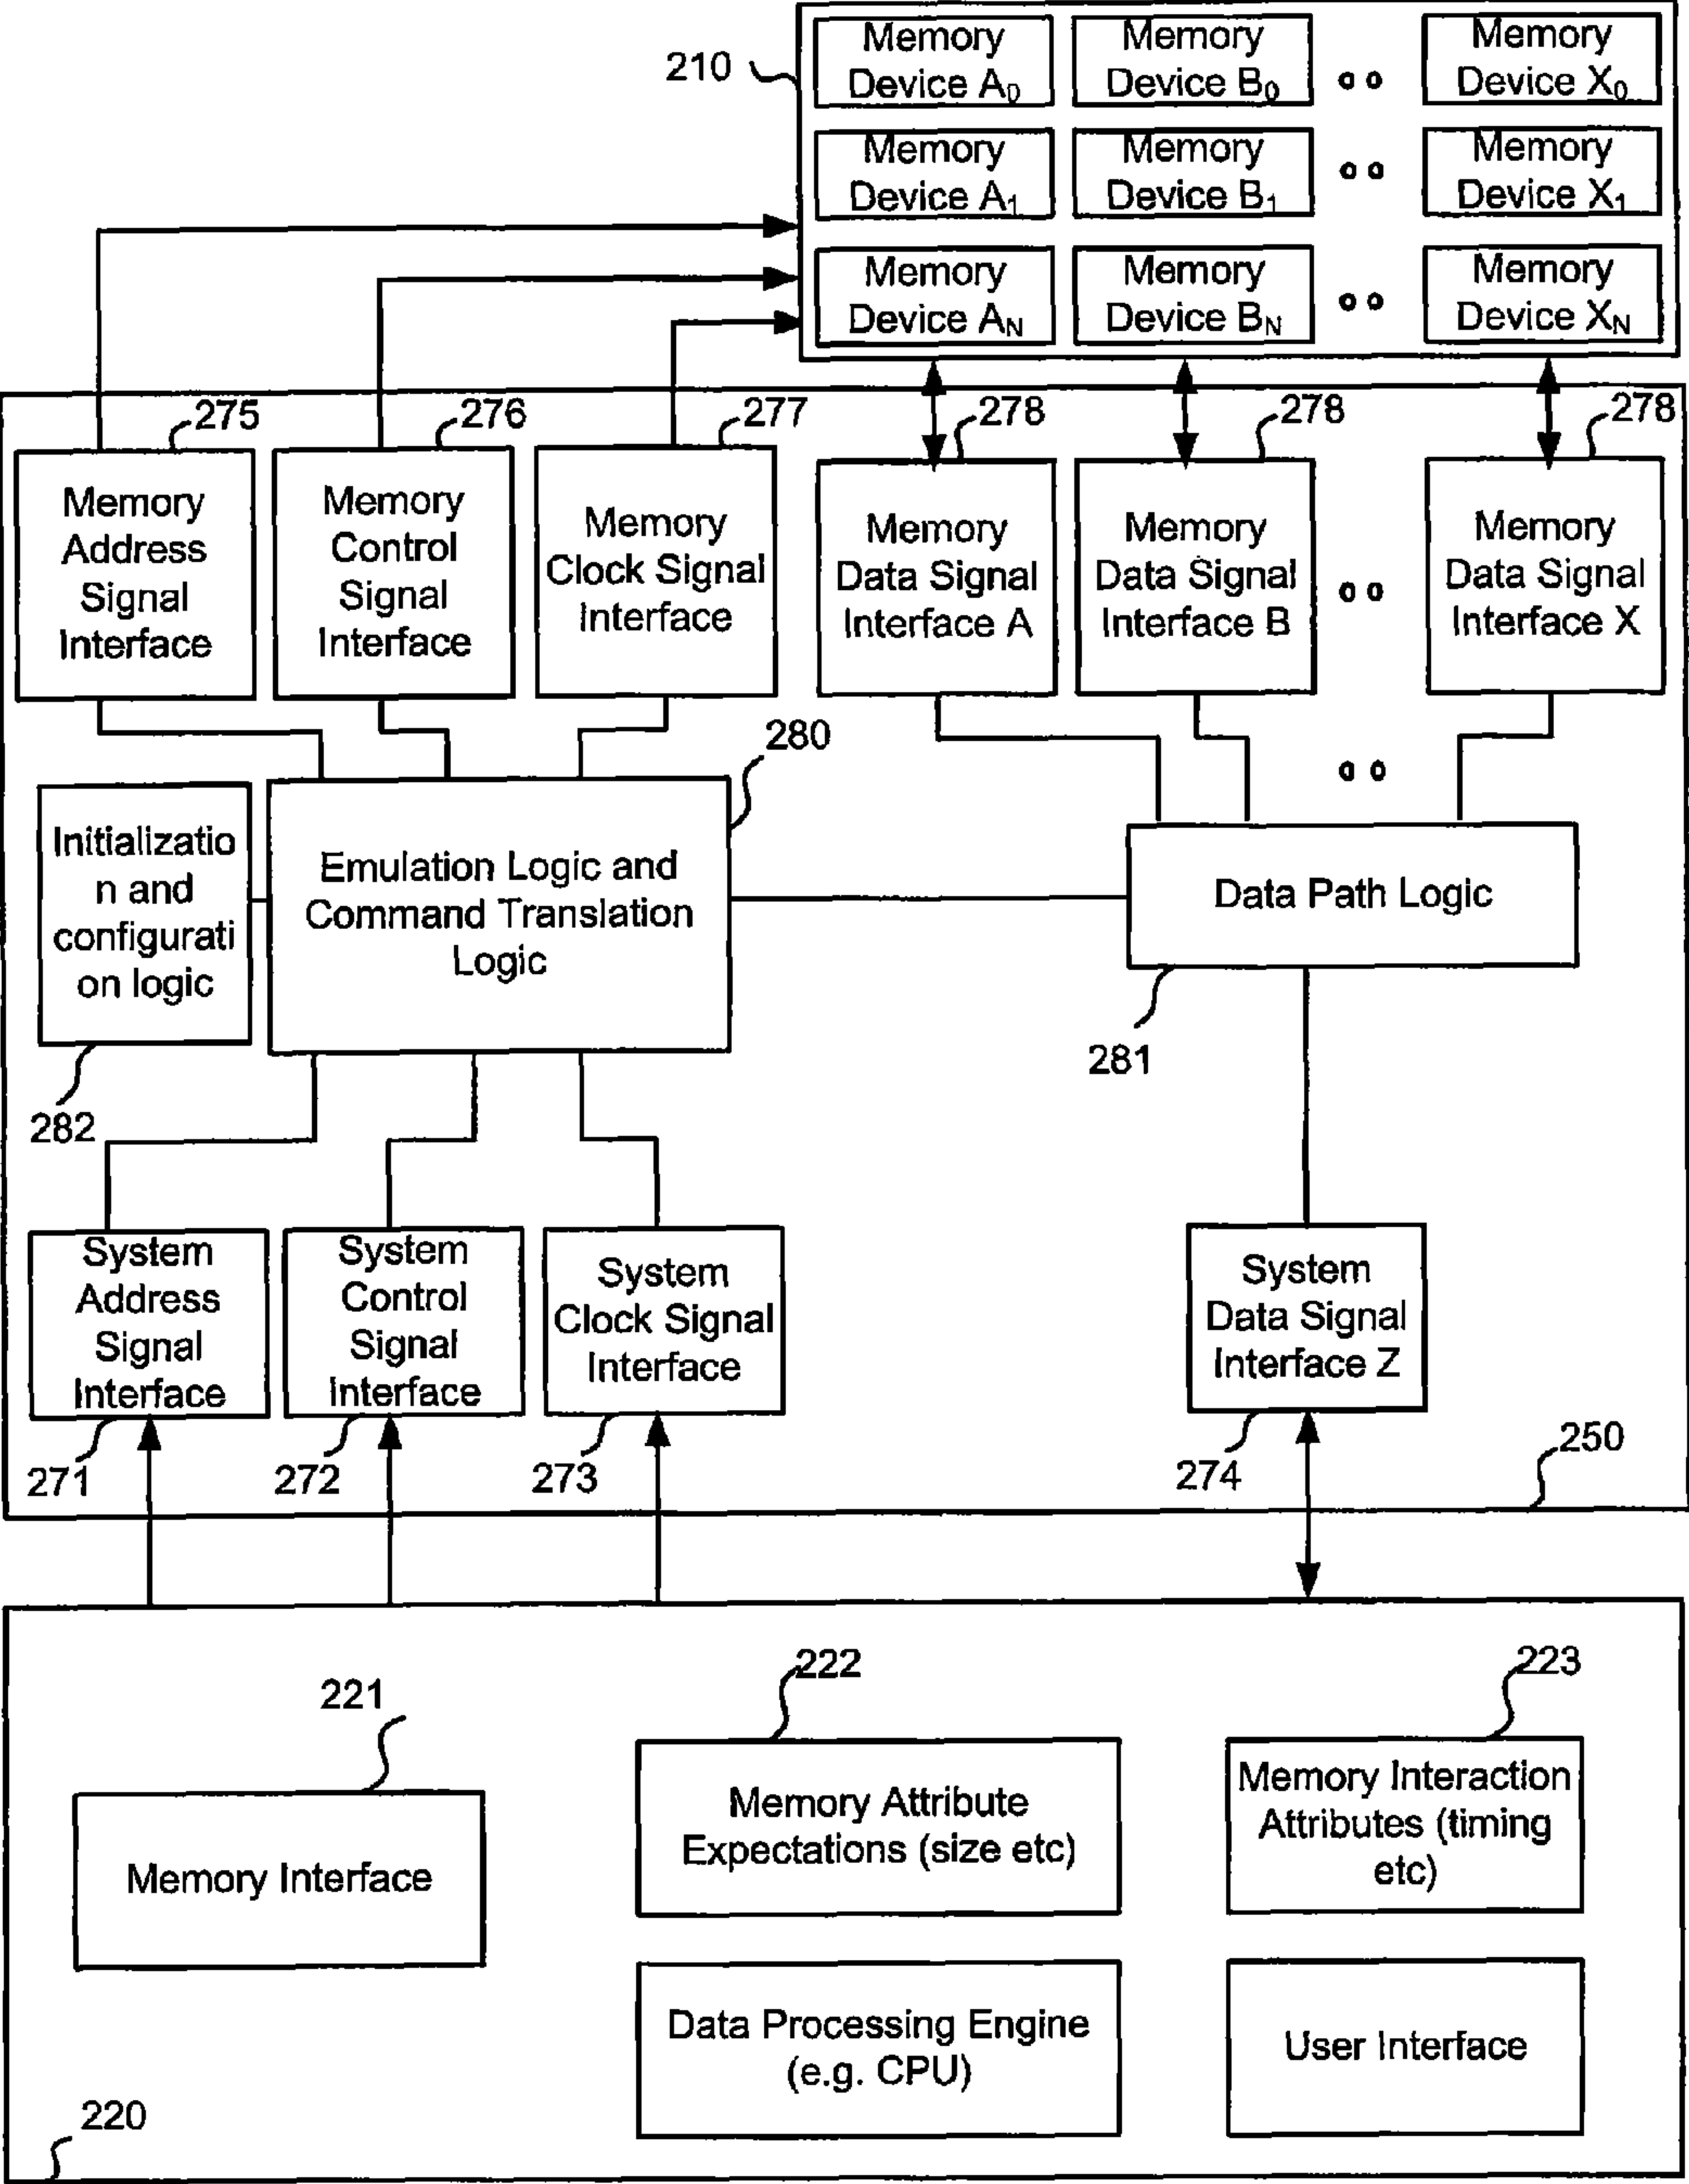 210
Memory
Device A0
Memory
Device B0
Memory
Device X0
Memory
Device A1
Memory
Device B1
Memory
Device X1
Memory
Device AN
Memory
Device BN
Memory
Device XN
275
276
277
278
278
278
Memory
Address
Signal
Interface
Memory
Control
Signal
Interface
Memory
Clock Signal
Interface
Memory
Data Signal
Interface A
Memory
Data Signal
Interface B
Memory
Data Signal
Interface X
280
Initializatio
n and
configurati
on logic
Emulation Logic and
Command Translation
Logic
Data Path Logic
281
282
System
Address
Signal
Interface
System
Control
Signal
Interface
System
Clock Signal
Interface
System
Data Signal
Interface Z
271
272
273
274
250
221
222
223
Memory Interface
Memory Attribute
Expectations (size etc)
Memory Interaction
Attributes (timing
etc)
Data Processing Engine
(e.g. CPU)
User Interface
220